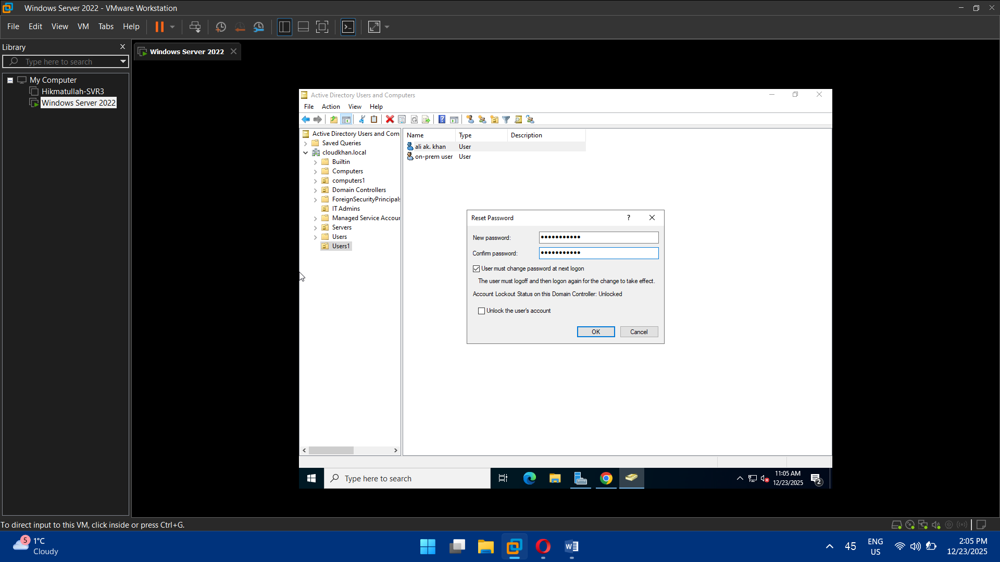 Windows Server 2022 - VMware Workstation
File Edit View VM Tabs Help
Library
Type here to search
My Computer
Hikmatullah-SVR3
Windows Server 2022
Windows Server 2022
Active Directory Users and Computers
File Action View Help
Active Directory Users and Com
Saved Queries
cloudkhan.local
Builtin
Computers
computers1
Domain Controllers
ForeignSecurityPrincipals
IT Admins
Managed Service Accour
Servers
Users
Users1
Name Type Description
ali ak. khan User
on-prem user User
Reset Password
New password:
Confirm password:
User must change password at next logon
The user must logoff and then logon again for the change to take effect.
Account Lockout Status on this Domain Controller: Unlocked
Unlock the user's account
OK Cancel
Type here to search
11:05 AM
12/23/2025
2
To direct input to this VM, click inside or press Ctrl+G.
5
1°C
Cloudy
45
ENG
US
2:05 PM
12/23/2025